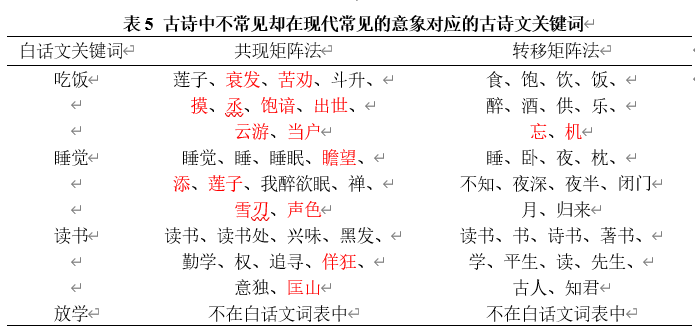 表 5 古诗中不常见却在现代常见的意象对应的古诗文关键词
白话文关键词 共现矩阵法 转移矩阵法
吃饭 莲子、衰发、苦劝、斗升、 食、饱、饮、饭、
摸、丞、饱谙、出世、 醉、酒、供、乐、
云游、当户 忘、机
睡觉 睡觉、睡、睡眠、瞻望、 睡、卧、夜、枕、
添、莲子、我醉欲眠、禅、 不知、夜深、夜半、闭门
雪刃、声色 月、归来
读书 读书、读书处、兴味、黑发、 读书、书、诗书、著书、
勤学、权、追寻、佯狂、 学、平生、读、先生、
意独、匡山 古人、知君
放学 不在白话文词表中 不在白话文词表中